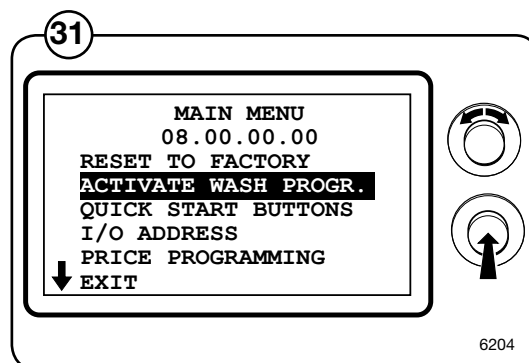 31
MAIN MENU
08.00.00.00
RESET TO FACTORY
ACTIVATE WASH PROGR.
QUICK START BUTTONS
I/O ADDRESS
PRICE PROGRAMMING
EXIT
6204